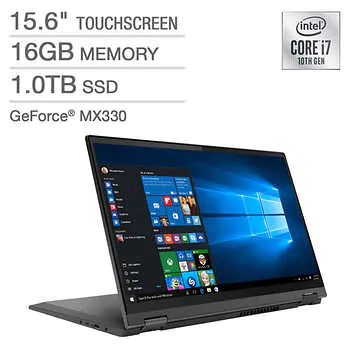 15.6" TOUCHSCREEN
16GB MEMORY
1.0TB SSD
GeForce® MX330
intel
CORE i7
10TH GEN